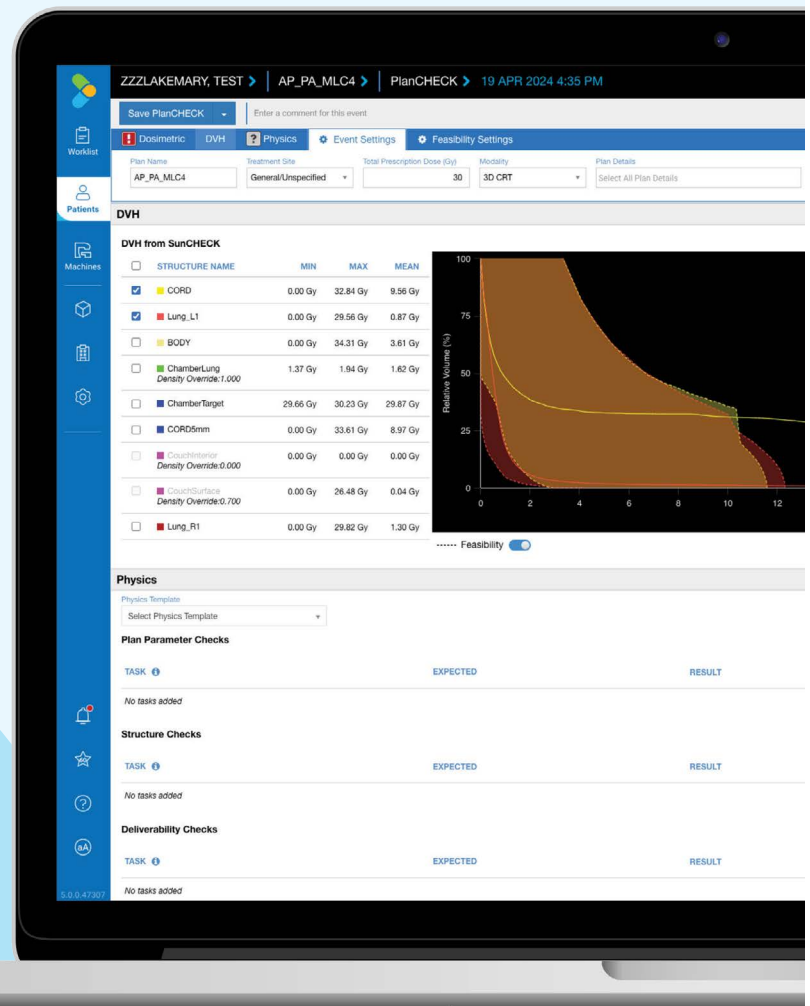 ZZZLAKEMARY, TEST > AP_PA_MLC4 > PlanCHECK > 19 APR 2024 4:35 PM
Save PlanCHECK Enter a comment for this event
Dosimetric DVH ? Physics Event Settings Feasibility Settings
Plan Name Treatment Site Total Prescription Dose (Gy) Modality Plan Details
AP_PA_MLC4 General/Unspecified 30 3D CRT Select All Plan Details
Worklist
Patients
Machines
aA
5.0.0.47307
DVH
DVH from SunCHECK
STRUCTURE NAME MIN MAX MEAN
CORD 0.00 Gy 32.84 Gy 9.56 Gy
Lung_L1 0.00 Gy 29.56 Gy 0.87 Gy
BODY 0.00 Gy 34.31 Gy 3.61 Gy
ChamberLung 1.37 Gy 1.94 Gy 1.62 Gy
Density Override:1.000
ChamberTarget 29.66 Gy 30.23 Gy 29.87 Gy
CORD5mm 0.00 Gy 33.61 Gy 8.97 Gy
CouchInterior 0.00 Gy 0.00 Gy 0.00 Gy
Density Override:0.000
CouchSurface 0.00 Gy 26.48 Gy 0.04 Gy
Density Override:0.700
Lung_R1 0.00 Gy 29.82 Gy 1.30 Gy
Relative Volume (%)
100
75
50
25
0
0 2 4 6 8 10 12
Feasibility
Physics
Physics Template
Select Physics Template
Plan Parameter Checks
TASK EXPECTED RESULT
No tasks added
Structure Checks
TASK EXPECTED RESULT
No tasks added
Deliverability Checks
TASK EXPECTED RESULT
No tasks added